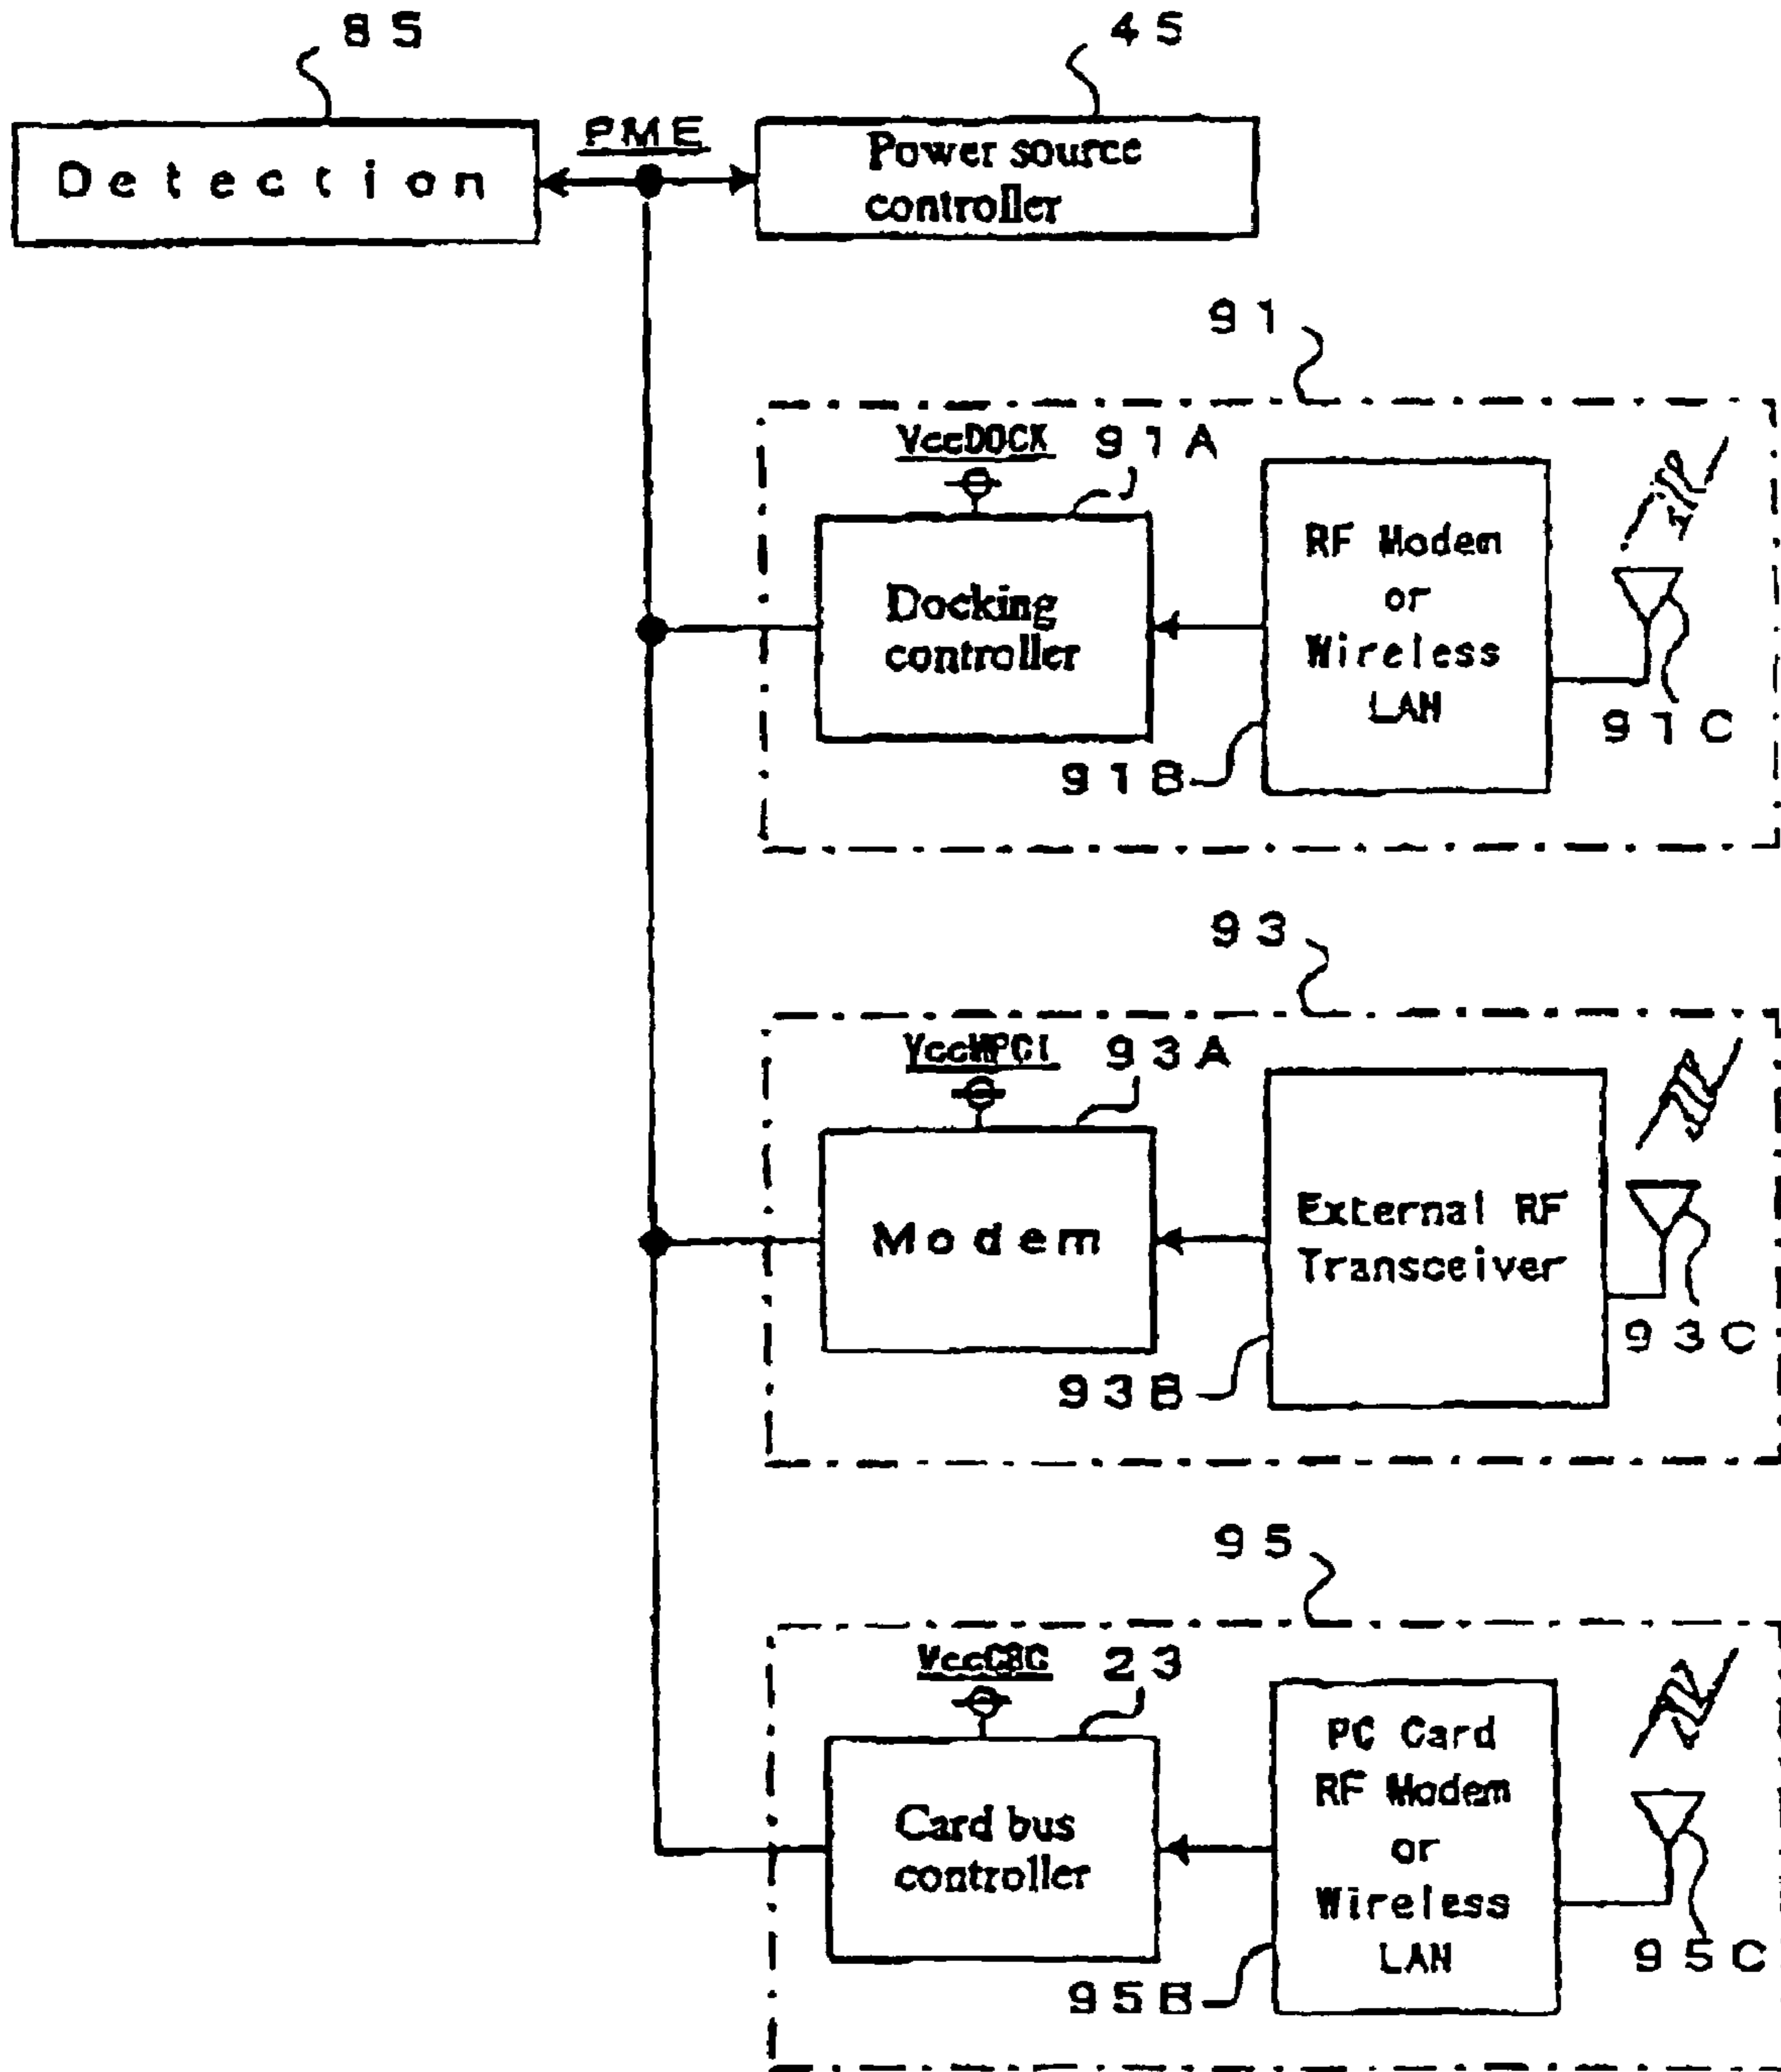 85
45
PME
Detection
Power source
controller
91
VccDOCK
91A
RF Modem
or
Wireless
LAN
Docking
controller
91C
91B
93
VccMPCI
93A
External RF
Transceiver
Modem
93C
93B
95
VccCBC
23
PC Card
RF Modem
or
Wireless
LAN
Card bus
controller
95C
95B